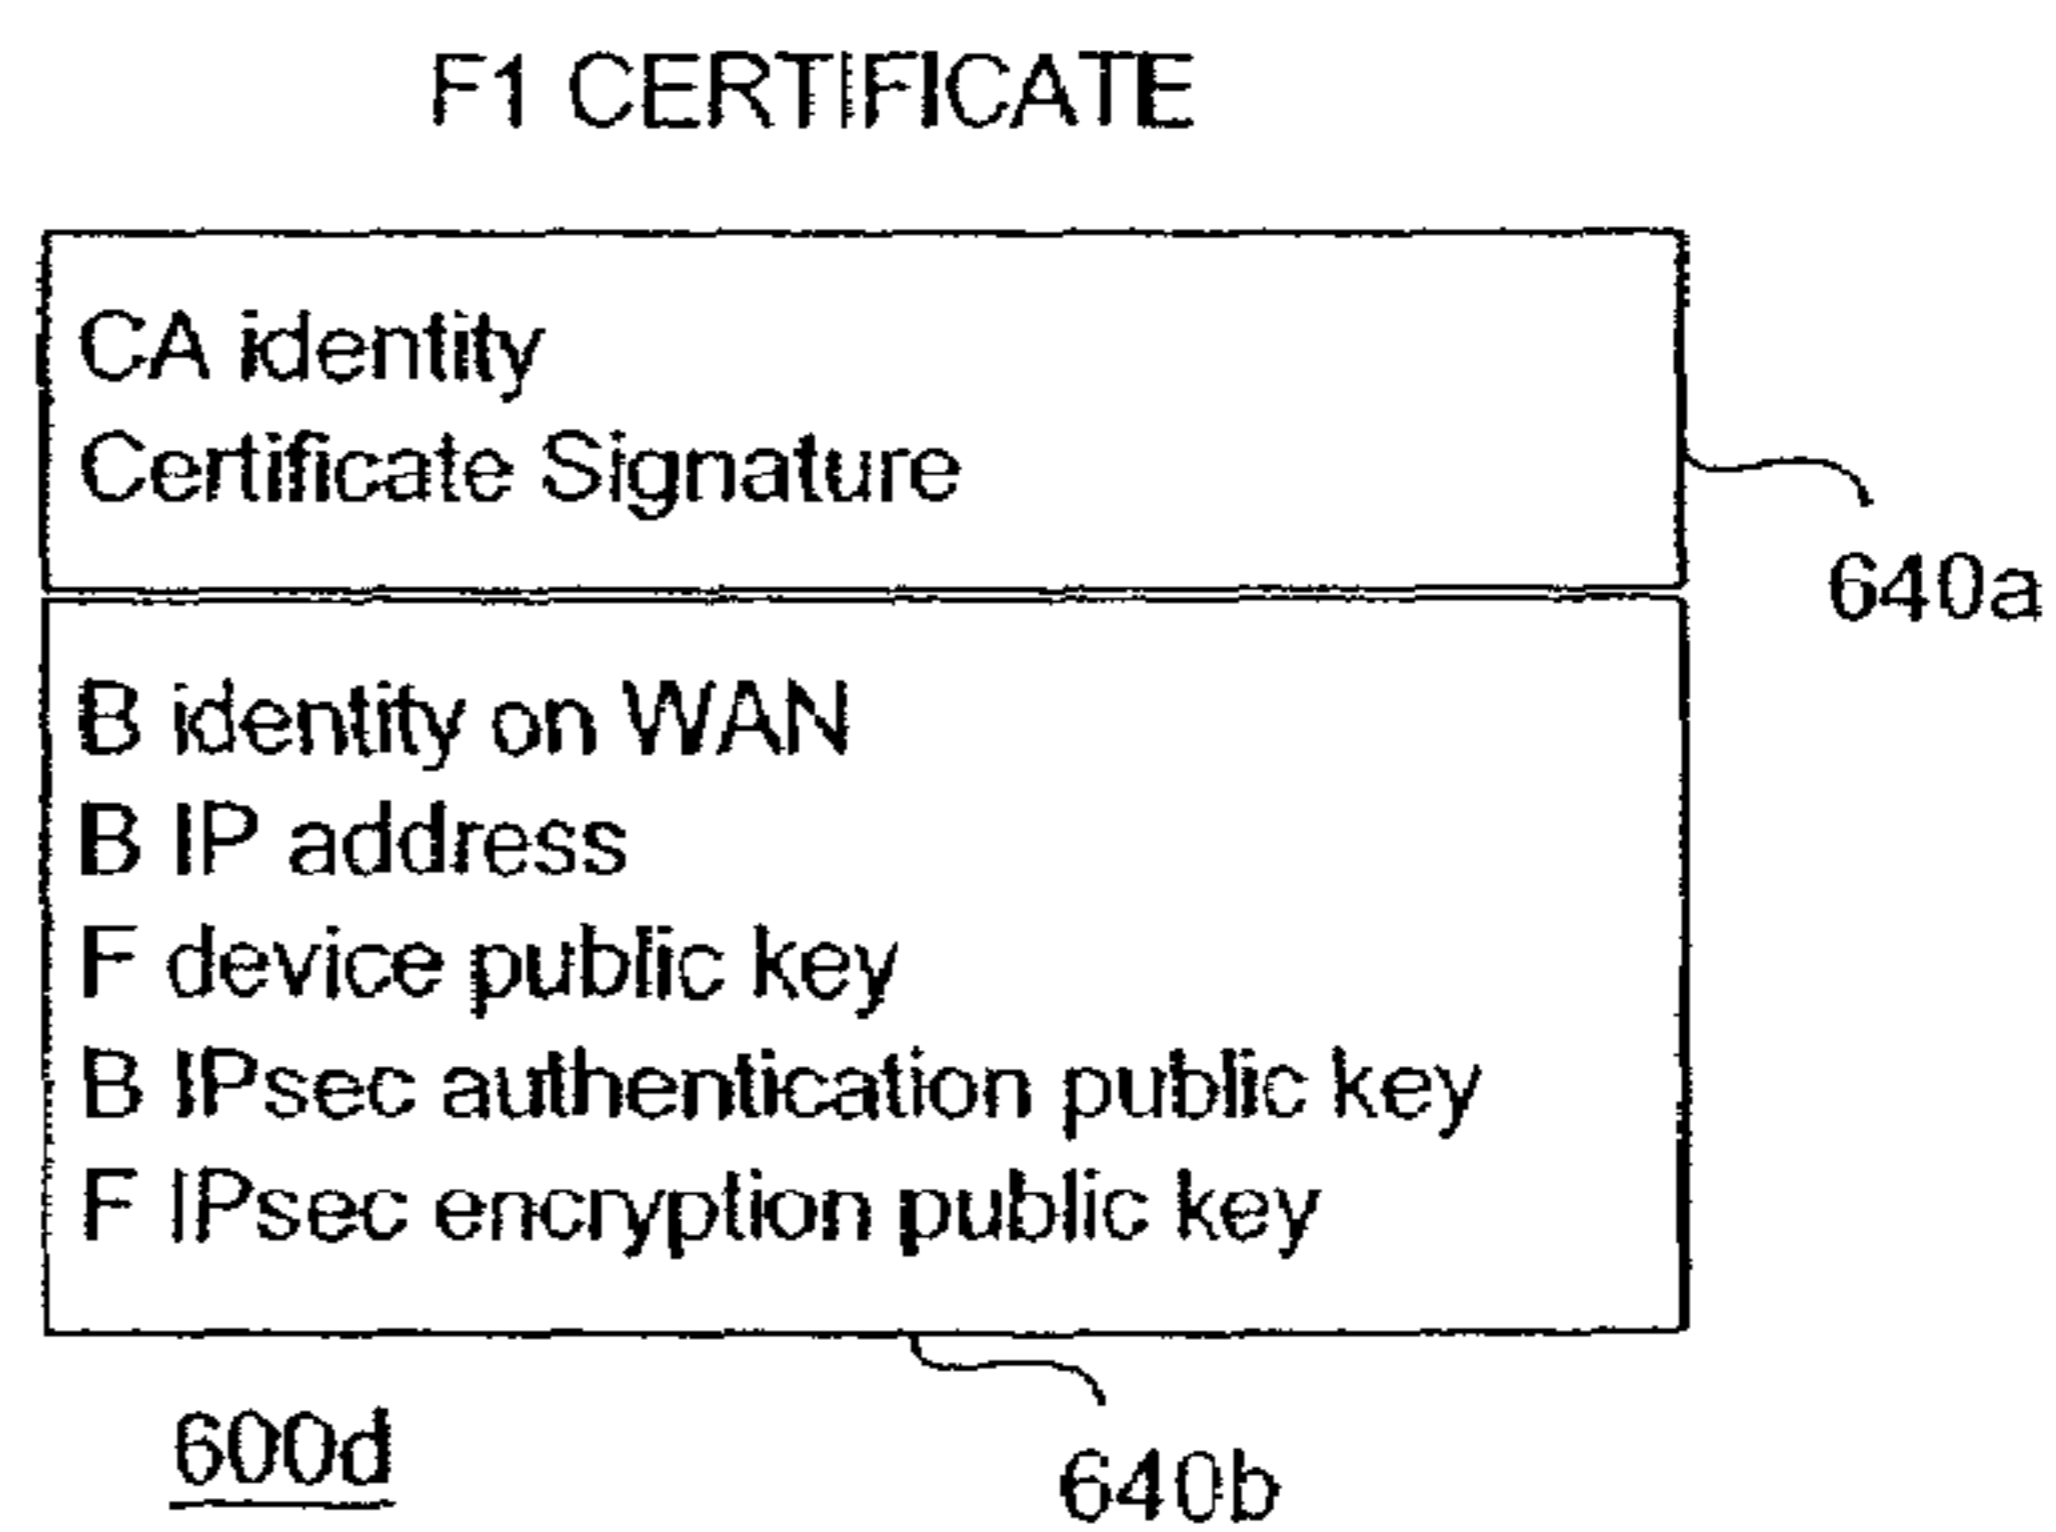 F1 CERTIFICATE
CA identity
Certificate Signature
640a
B identity on WAN
B IP address
F device public key
B IPsec authentication public key
F IPsec encryption public key
600d
640b